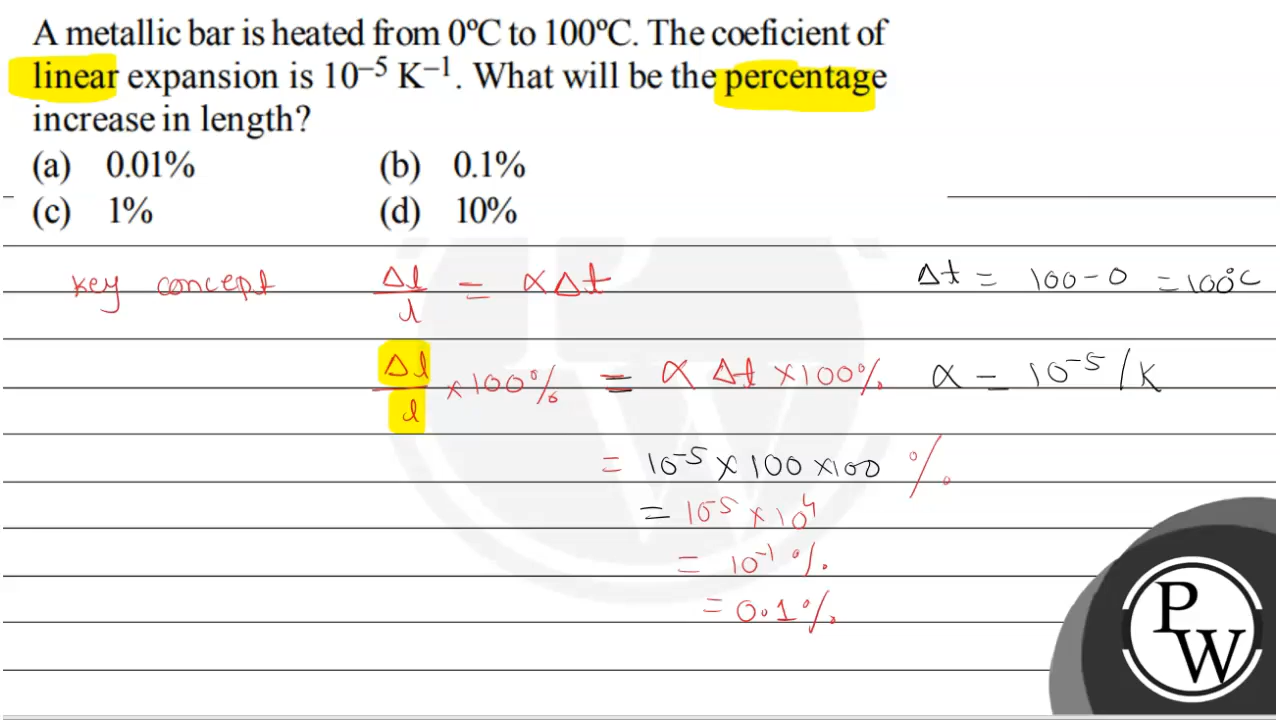 A metallic bar is heated from 0ºC to 100ºC. The coeficient of
linear expansion is 10⁻⁵ K⁻¹. What will be the percentage
increase in length?
(a) 0.01% (b) 0.1%
(c) 1% (d) 10%
key concept Δl/l = α Δt Δt = 100 - 0 = 100°C
Δl/l × 100% = α Δt × 100% α = 10⁻⁵ / K
= 10⁻⁵ × 100 × 100 %
= 10⁻⁵ × 10⁴
= 10⁻¹ %
= 0.1 %
P
W